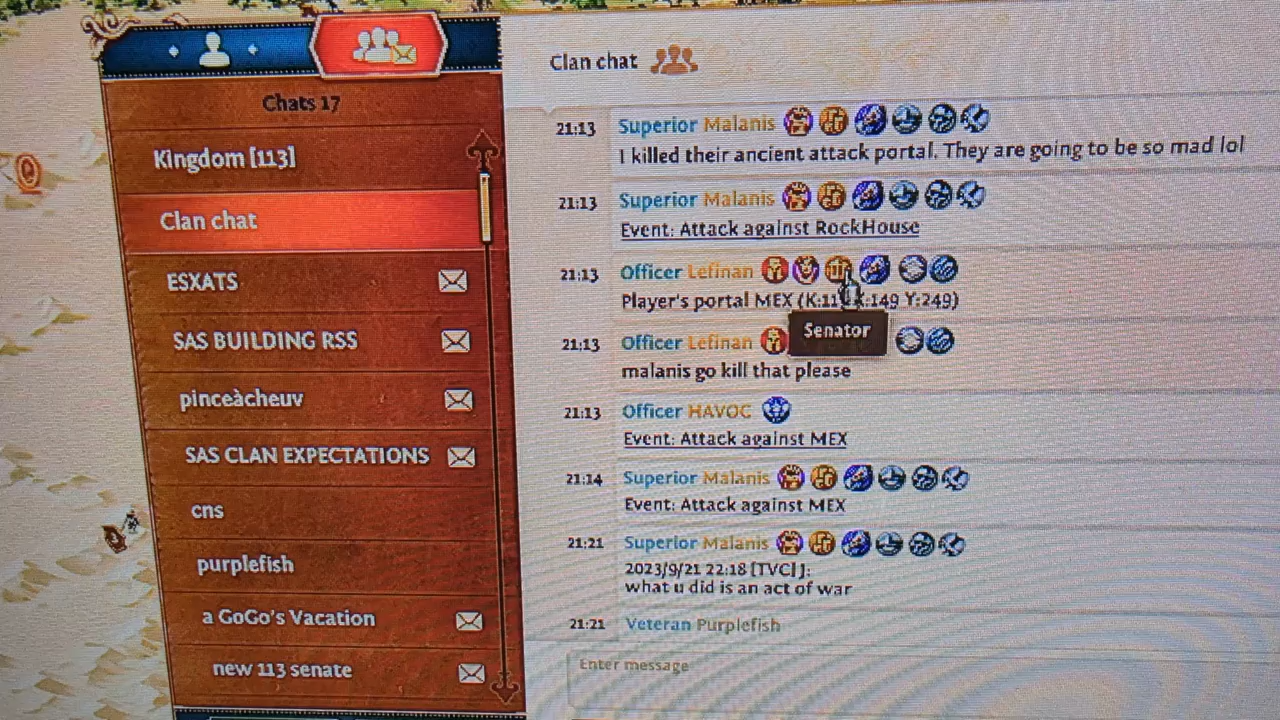 Chats 17
Kingdom [113]
Clan chat
ESXATS
SAS BUILDING RSS
pinceàcheuv
SAS CLAN EXPECTATIONS
cns
purplefish
a GoGo's Vacation
new 113 senate
Clan chat
21:13 Superior Malanis
I killed their ancient attack portal. They are going to be so mad lol
21:13 Superior Malanis
Event: Attack against RockHouse
21:13 Officer Lefinan
Player's portal MEX :149 Y:249)
Senator
21:13 Officer Lefinan
malanis go kill that please
21:13 Officer HAVOC
Event: Attack against MEX
21:14 Superior Malanis
Event: Attack against MEX
21:21 Superior Malanis
2023/9/21 22:18 [TVC] J:
what u did is an act of war
21:21 Veteran Purplefish
Enter message